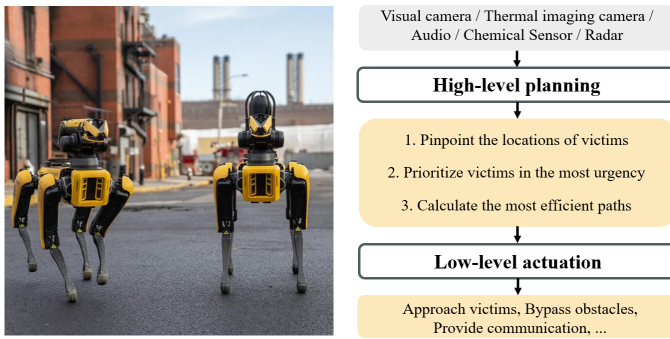 Visual camera / Thermal imaging camera /
Audio / Chemical Sensor / Radar
High-level planning
1. Pinpoint the locations of victims
2. Prioritize victims in the most urgency
3. Calculate the most efficient paths
Low-level actuation
Approach victims, Bypass obstacles,
Provide communication, ...